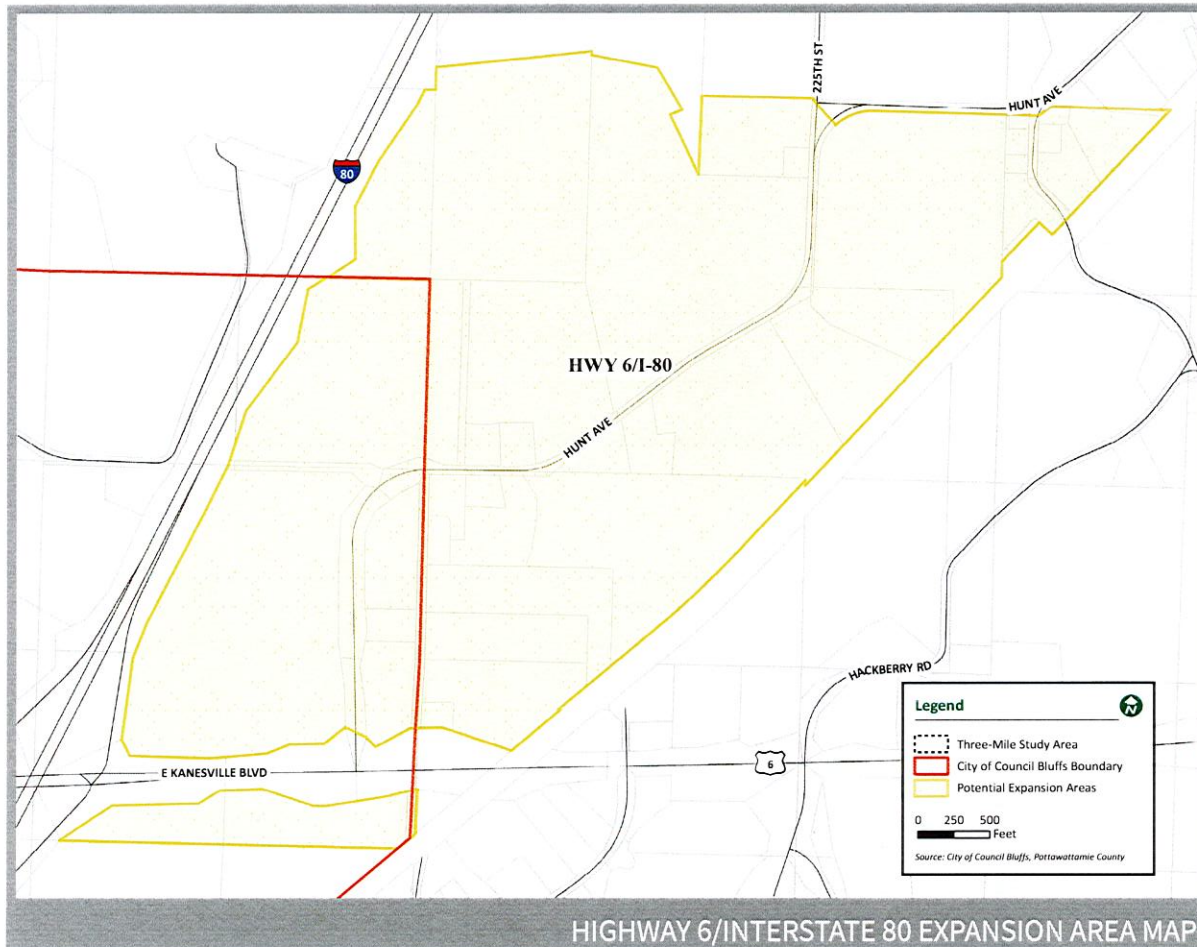 225TH ST
HUNT AVE
80
HWY 6/I-80
HUNT AVE
HACKBERRY RD
6
E KANESVILLE BLVD
Legend
N
Three-Mile Study Area
City of Council Bluffs Boundary
Potential Expansion Areas
0 250 500
Feet
Source: City of Council Bluffs, Pottawattamie County
HIGHWAY 6/INTERSTATE 80 EXPANSION AREA MAP